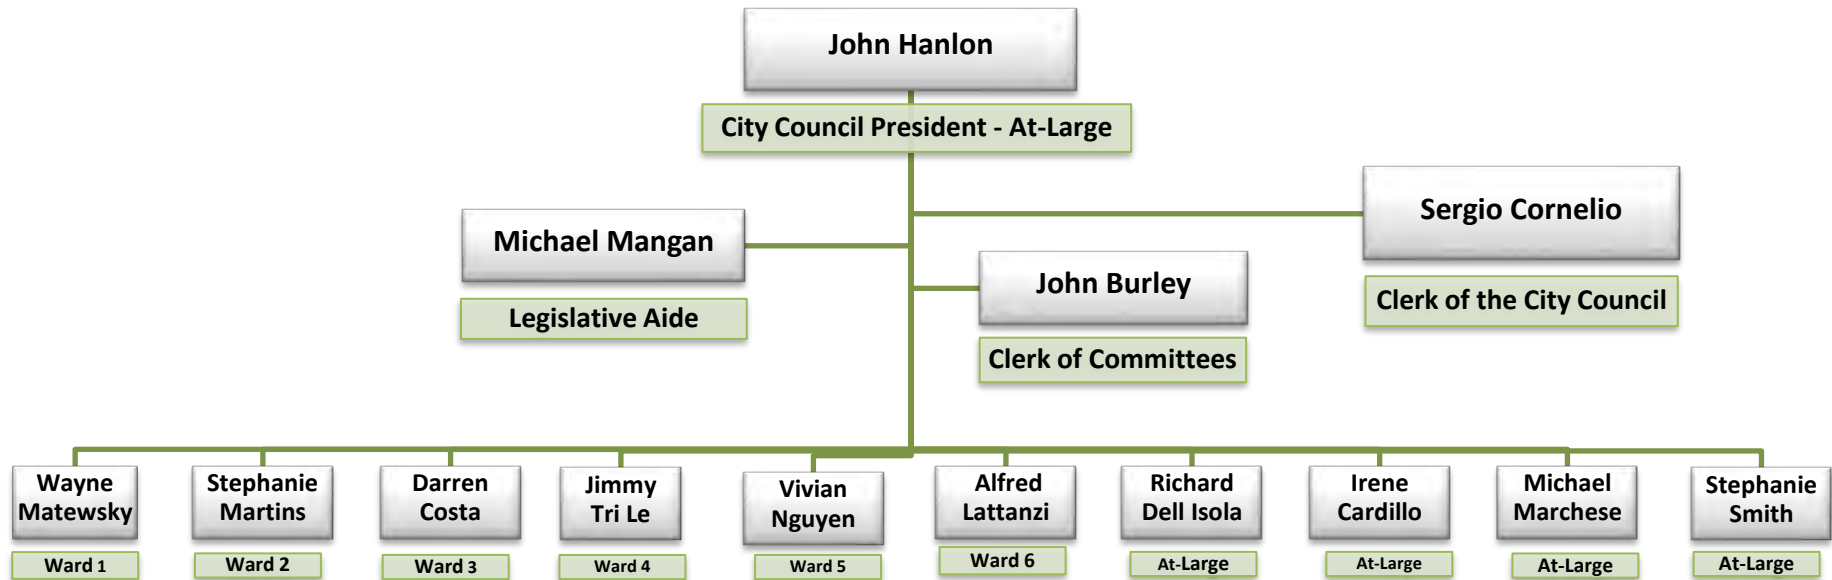 John Hanlon
City Council President - At-Large
Sergio Cornelio
Clerk of the City Council
Michael Mangan
Legislative Aide
John Burley
Clerk of Committees
Wayne
Matewsky
Ward 1
Stephanie
Martins
Ward 2
Darren
Costa
Ward 3
Jimmy
Tri Le
Ward 4
Vivian
Nguyen
Ward 5
Alfred
Lattanzi
Ward 6
Richard
Dell Isola
At-Large
Irene
Cardillo
At-Large
Michael
Marchese
At-Large
Stephanie
Smith
At-Large